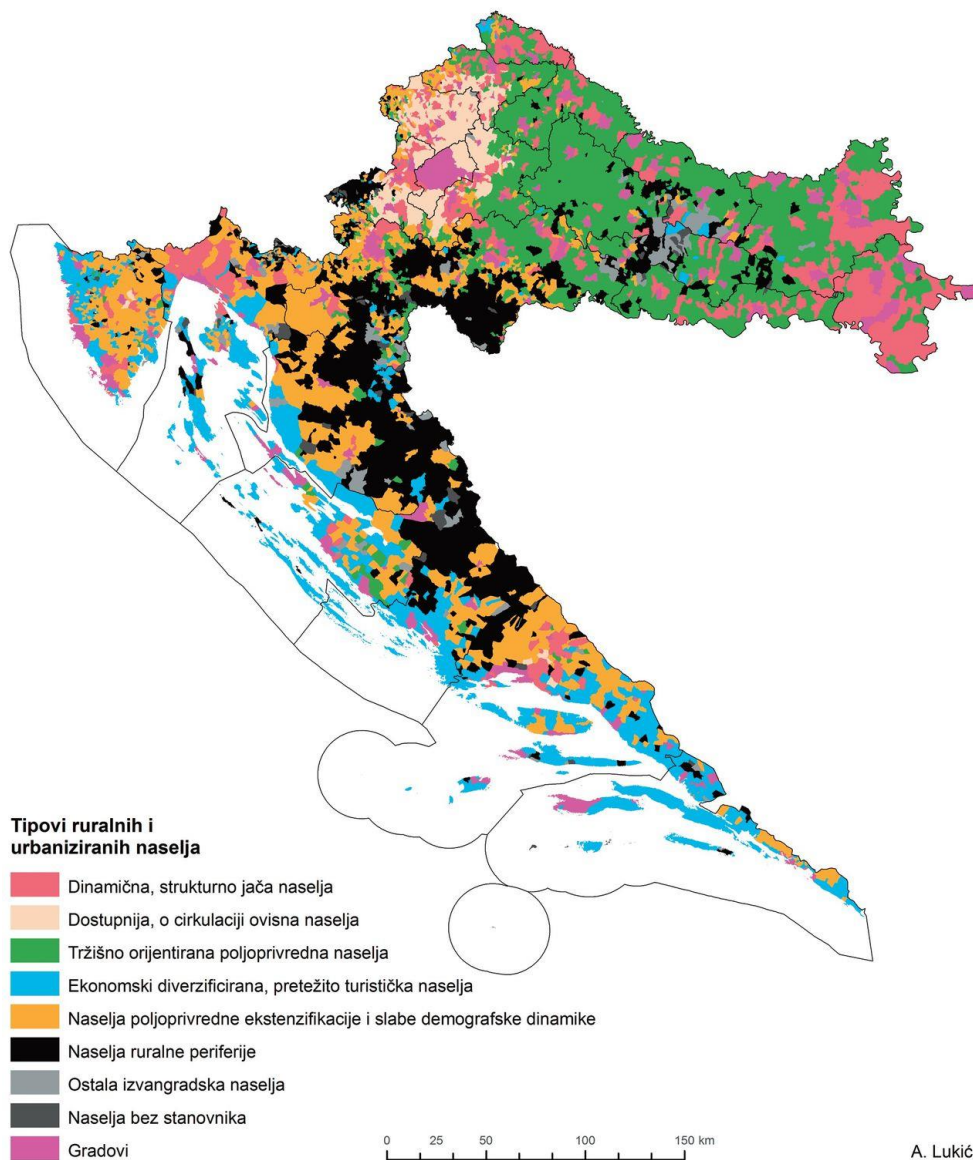 Tipovi ruralnih i
urbaniziranih naselja
Dinamična, strukturno jača naselja
Dostupnija, o cirkulaciji ovisna naselja
Tržišno orijentirana poljoprivredna naselja
Ekonomski diverzificirana, pretežito turistička naselja
Naselja poljoprivredne ekstenzifikacije i slabe demografske dinamike
Naselja ruralne periferije
Ostala izvangradska naselja
Naselja bez stanovnika
Gradovi
0 25 50 100 150 km
A. Lukić